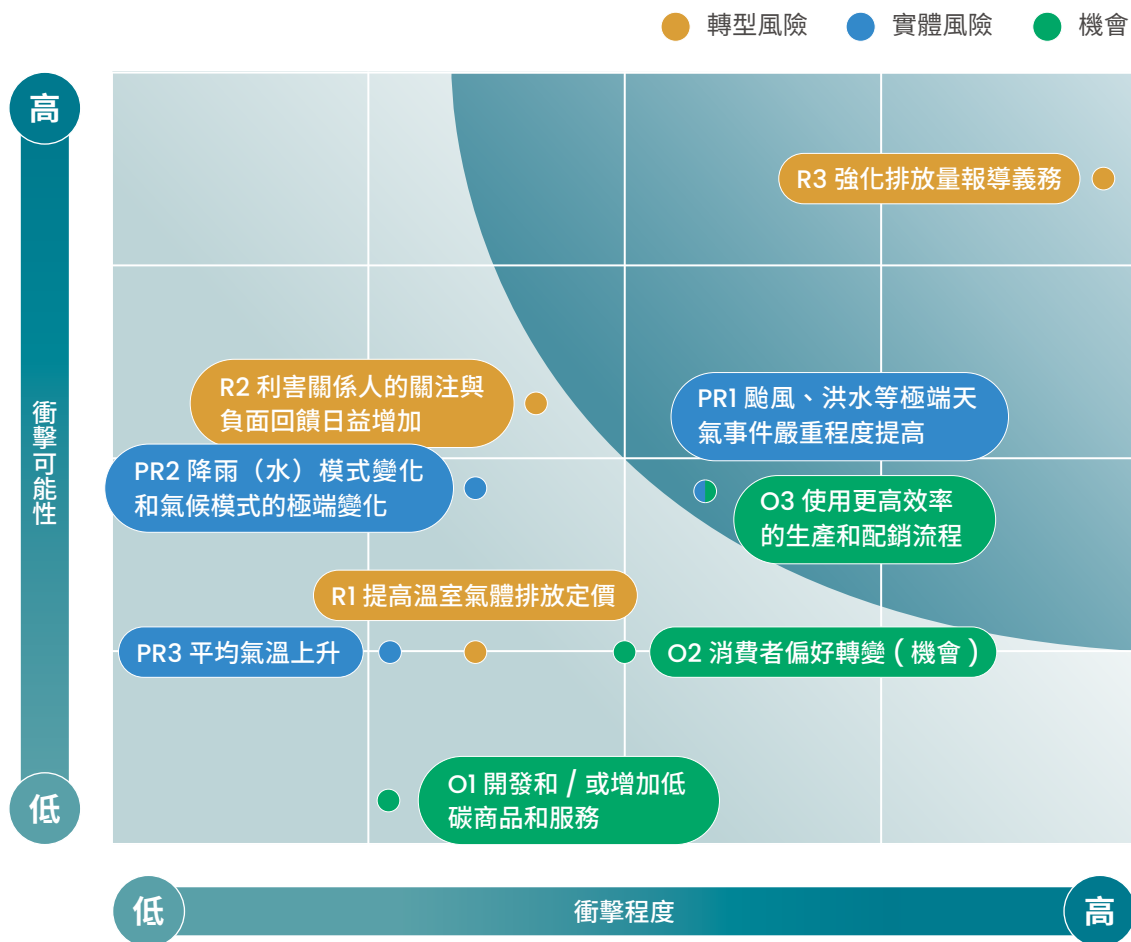 轉型風險
實體風險
機會
高
R3 強化排放量報導義務
R2 利害關係人的關注與
負面回饋日益增加
PR1 颱風、洪水等極端天
氣事件嚴重程度提高
衝擊可能性
PR2 降雨（水）模式變化
和氣候模式的極端變化
O3 使用更高效率
的生產和配銷流程
R1 提高溫室氣體排放定價
PR3 平均氣溫上升
O2 消費者偏好轉變 ( 機會 )
O1 開發和 / 或增加低
碳商品和服務
低
低
衝擊程度
高